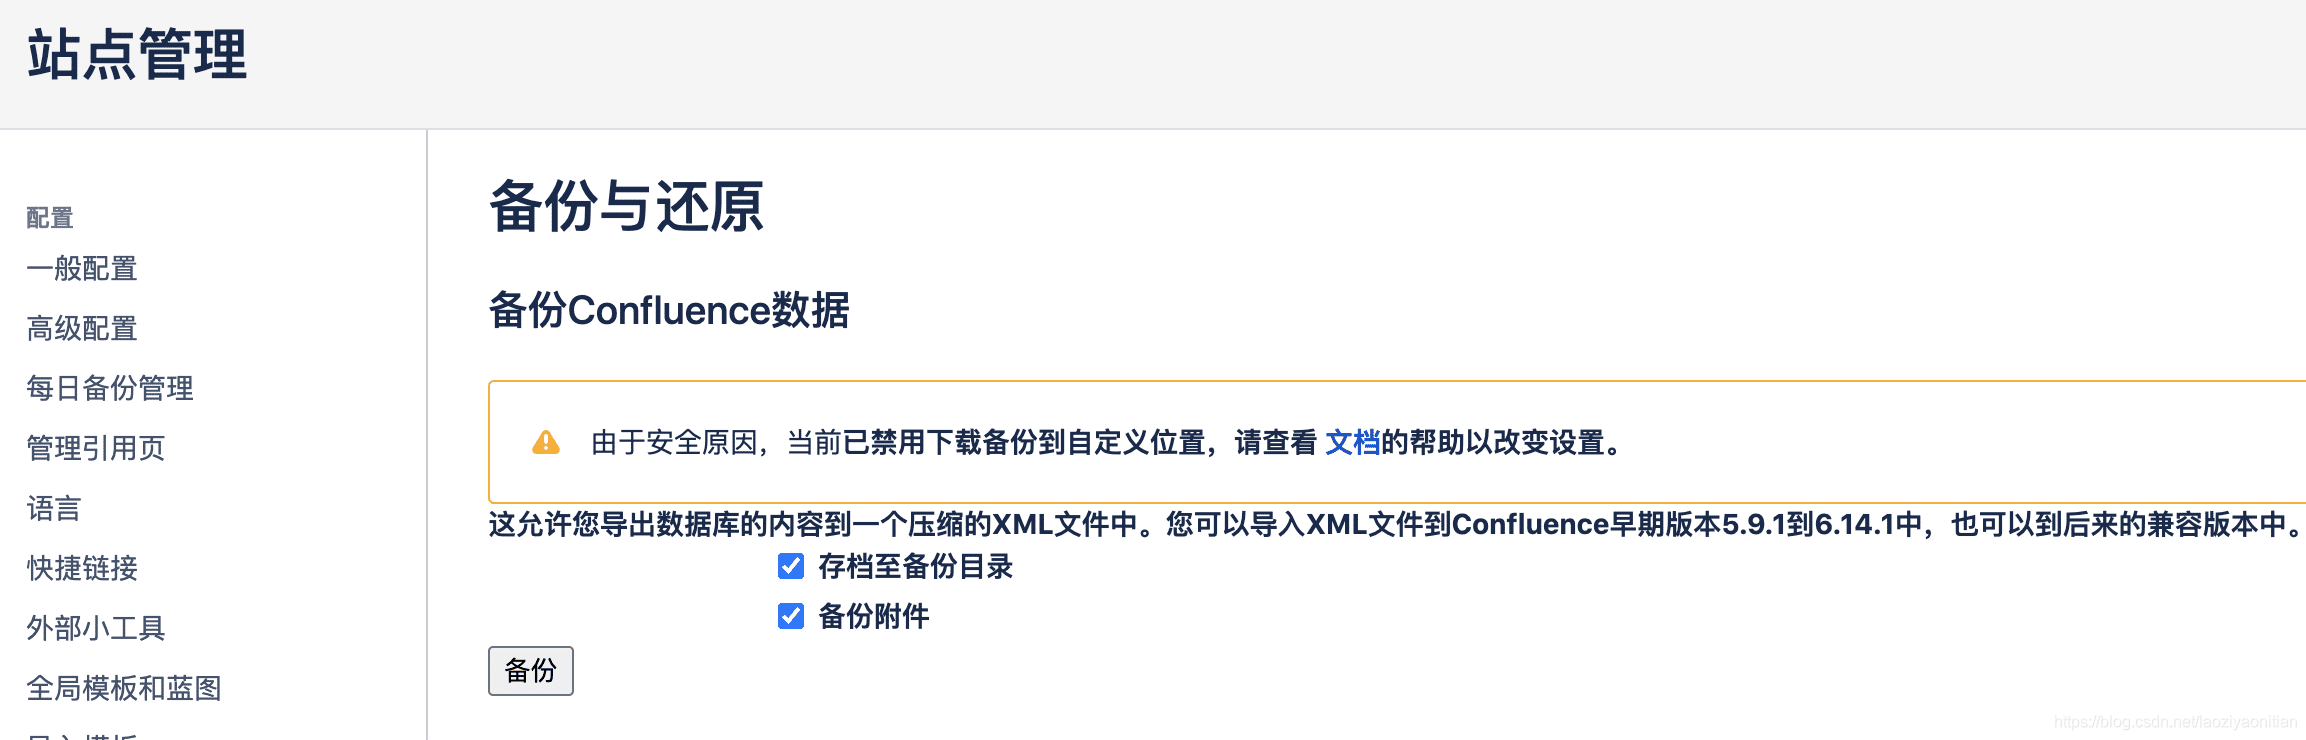 站点管理
配置
一般配置
高级配置
每日备份管理
管理引用页
语言
快捷链接
外部小工具
全局模板和蓝图
备份与还原
备份Confluence数据
由于安全原因，当前已禁用下载备份到自定义位置，请查看 文档的帮助以改变设置。
这允许您导出数据库的内容到一个压缩的XML文件中。您可以导入XML文件到Confluence早期版本5.9.1到6.14.1中，也可以到后来的兼容版本中。
存档至备份目录
备份附件
备份
https://blog.csdn.net/laoziyaonitian